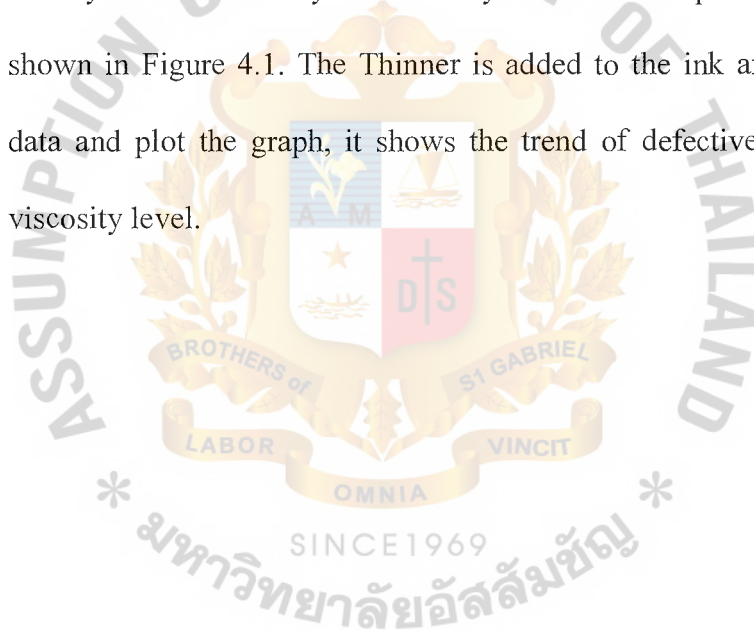 shown in Figure 4.1. The Thinner is added to the ink
data and plot the graph, it shows the trend of defective
viscosity level.
ASSUMPTION OF THAILAND
A M
D S
BROTHERS of S1 GABRIEL
LABOR VINCIT
OMNIA
* SINCE1969 *
มหาวิทยาลัยอัสสัมชัญ